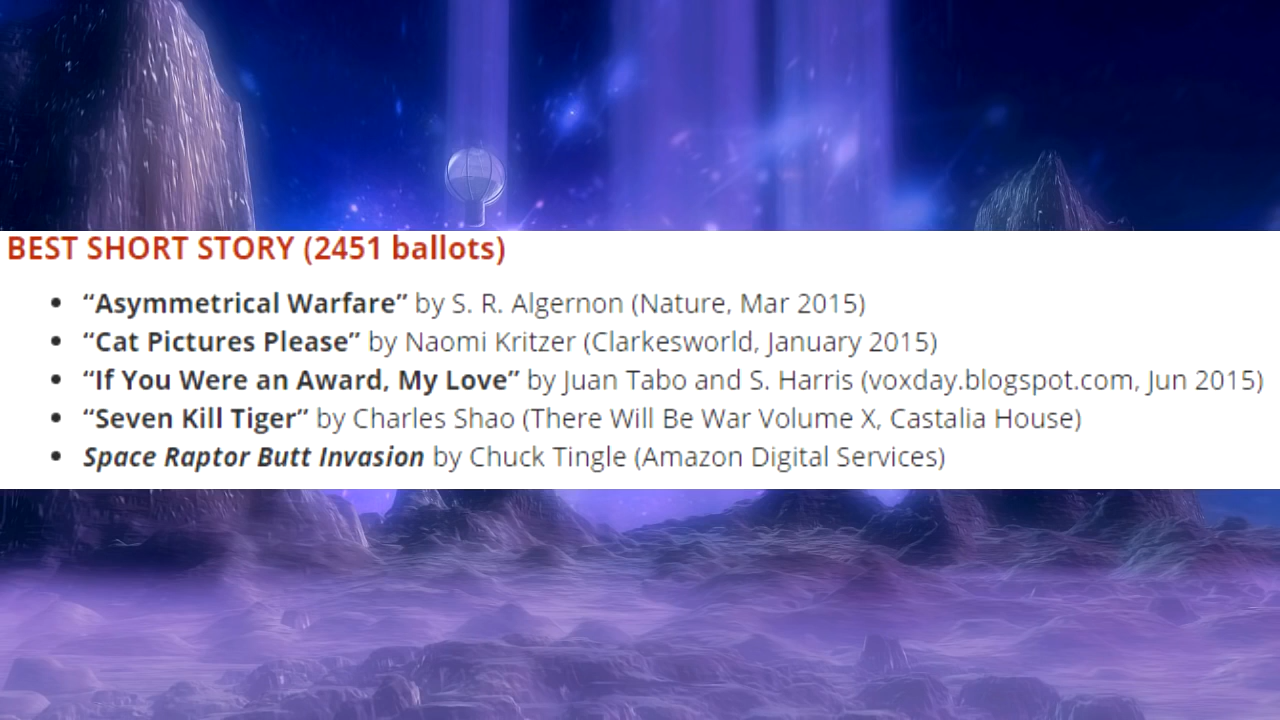 BEST SHORT STORY (2451 ballots)
• “Asymmetrical Warfare” by S. R. Algernon (Nature, Mar 2015)
• “Cat Pictures Please” by Naomi Kritzer (Clarkesworld, January 2015)
• “If You Were an Award, My Love” by Juan Tabo and S. Harris (voxday.blogspot.com, Jun 2015)
• “Seven Kill Tiger” by Charles Shao (There Will Be War Volume X, Castalia House)
• Space Raptor Butt Invasion by Chuck Tingle (Amazon Digital Services)